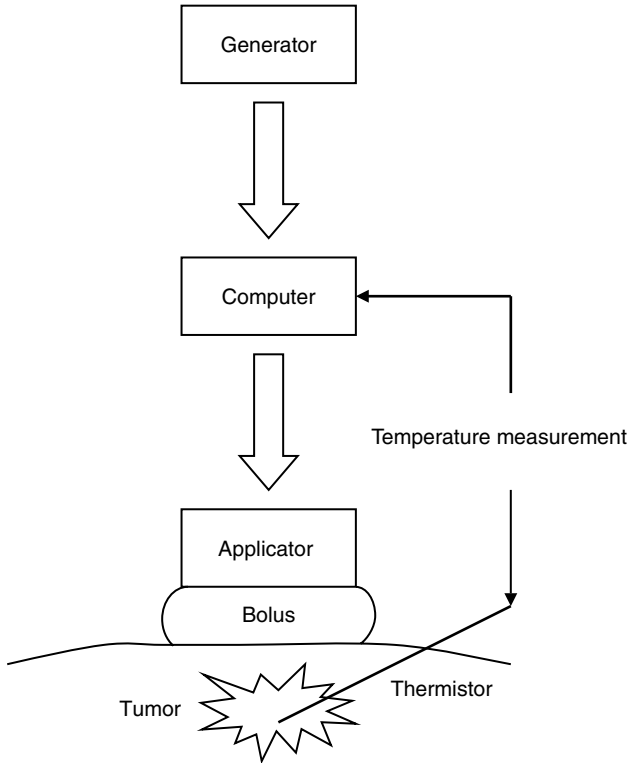 Generator
Computer
Temperature measurement
Applicator
Bolus
Thermistor
Tumor